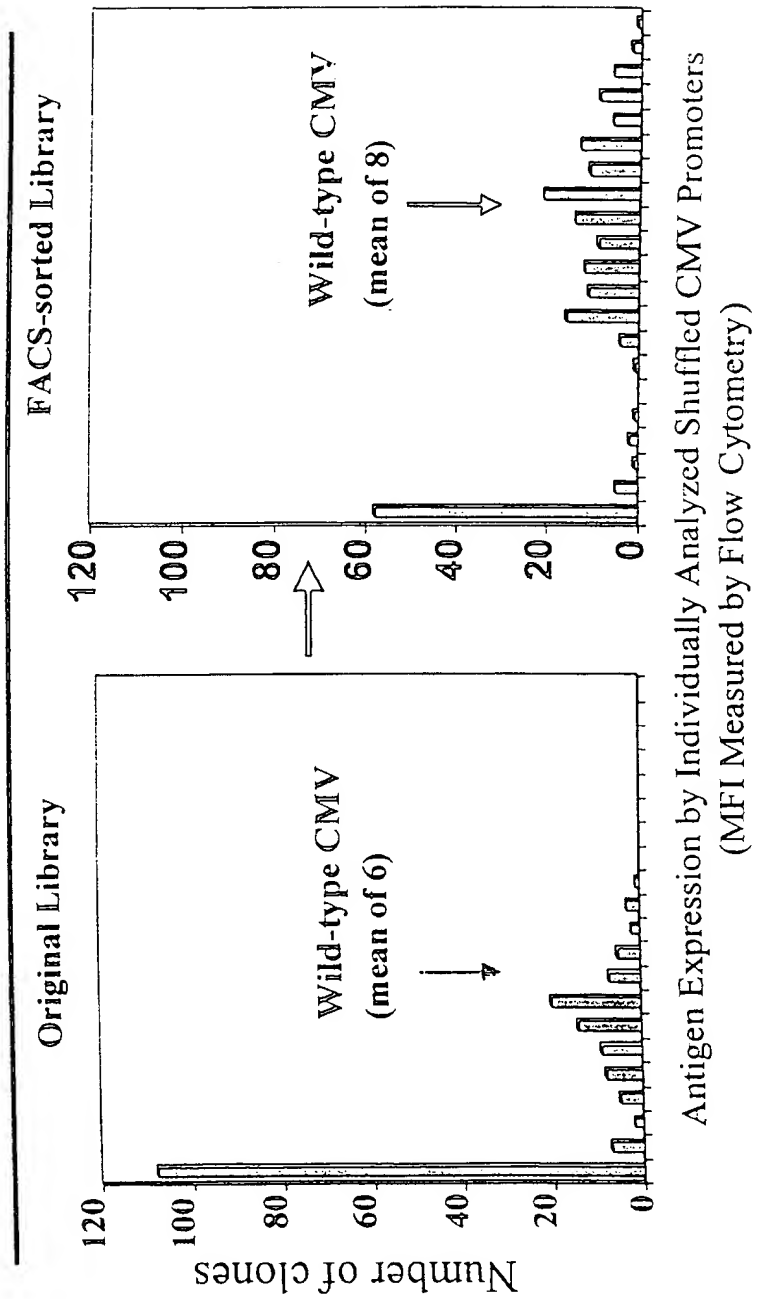 Original Library
FACS-sorted Library
Number of clones
120
100
80
60
40
20
0
Wild-type CMV
(mean of 6)
120
100
80
60
40
20
0
Wild-type CMV
(mean of 8)
Antigen Expression by Individually Analyzed Shuffled CMV Promoters
(MFI Measured by Flow Cytometry)